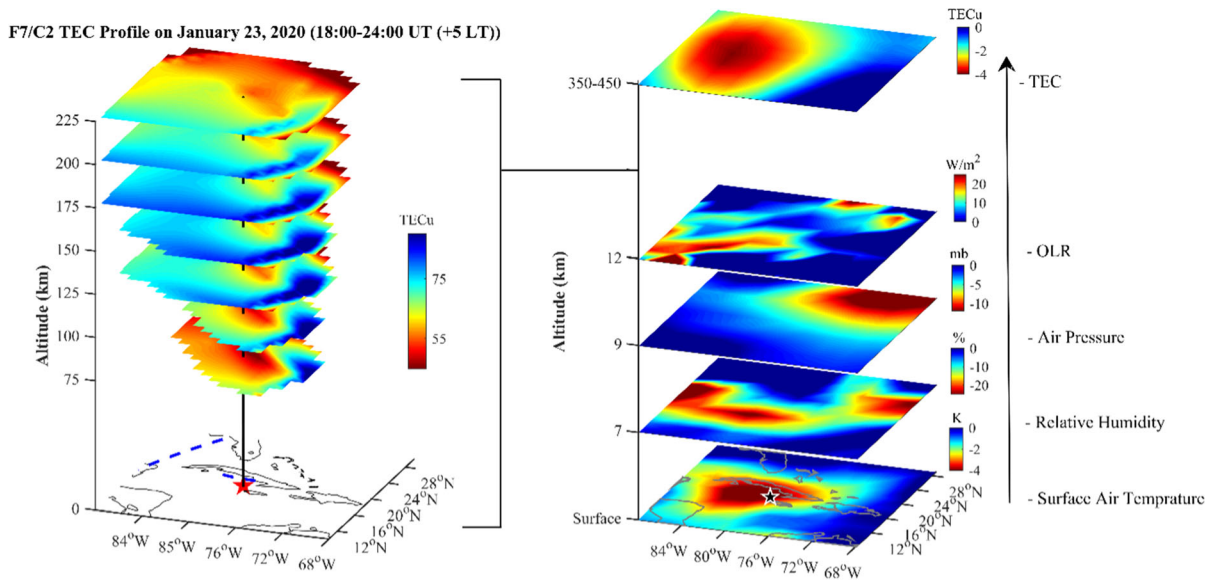 F7/C2 TEC Profile on January 23, 2020 (18:00-24:00 UT (+5 LT))
225
200
175
150
125
100
75
0
Altitude (km)
TECu
75
55
84°W
85°W
76°W
72°W
68°W
12°N
16°N
20°N
24°N
28°N
TECu
0
-2
-4
350-450
- TEC
W/m²
20
10
0
12
- OLR
mb
0
-5
-10
Altitude (km)
9
- Air Pressure
%
0
-10
-20
7
- Relative Humidity
K
0
-2
-4
Surface
- Surface Air Temprature
84°W
80°W
76°W
72°W
68°W
12°N
16°N
20°N
24°N
28°N